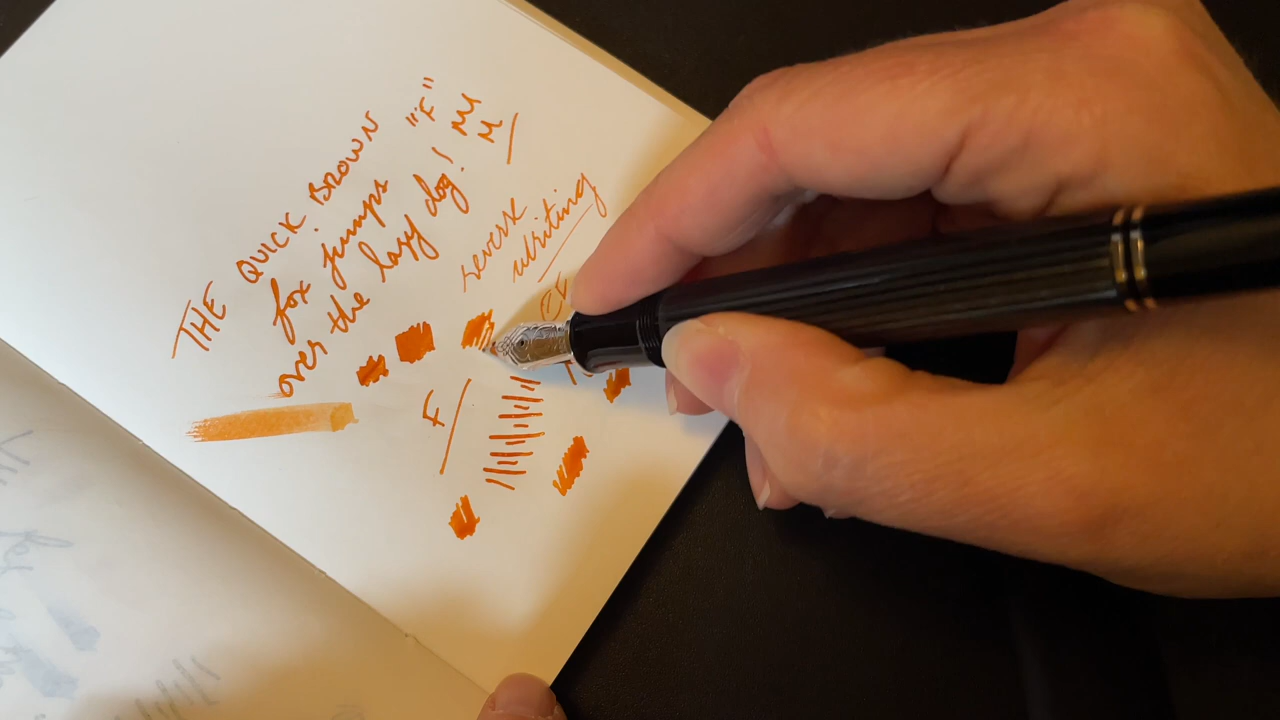 THE QUICK BROWN
fox jumps "F"
over the lazy dog! M
M
reverse
writing
F